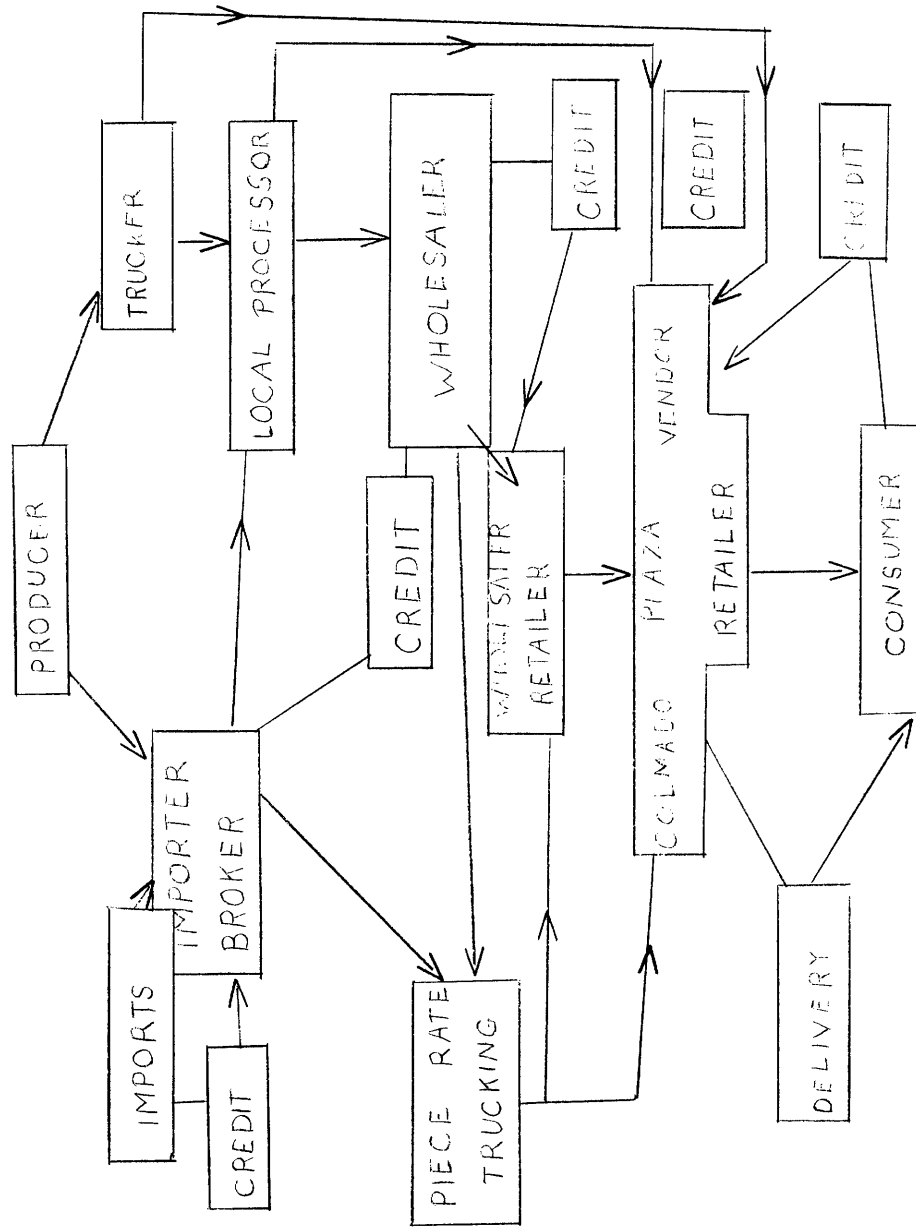 PRODUCER
TRUCKER
IMPORTS
IMPORTER
BROKER
LOCAL PROCESSOR
CREDIT
WHOLESALER
CREDIT
CREDIT
PIECE RATE
TRUCKING
WHOLESALER
RETAILER
CREDIT
COLMADO PLAZA VENDOR
RETAILER
CREDIT
DELIVERY
CONSUMER